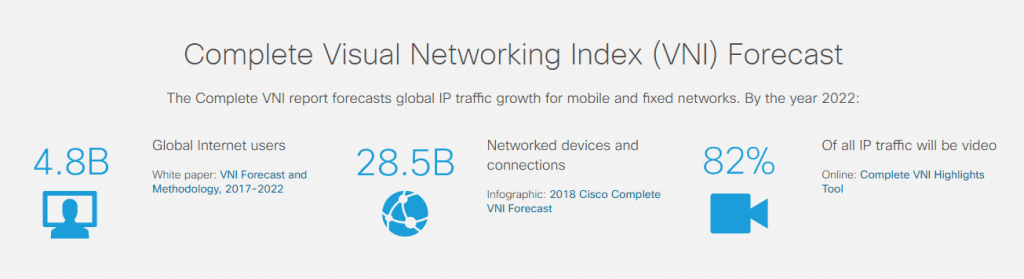 Complete Visual Networking Index (VNI) Forecast
The Complete VNI report forecasts global IP traffic growth for mobile and fixed networks. By the year 2022:
4.8B
Global Internet users
White paper: VNI Forecast and
Methodology, 2017-2022
28.5B
Networked devices and
connections
Infographic: 2018 Cisco Complete
VNI Forecast
82%
Of all IP traffic will be video
Online: Complete VNI Highlights
Tool